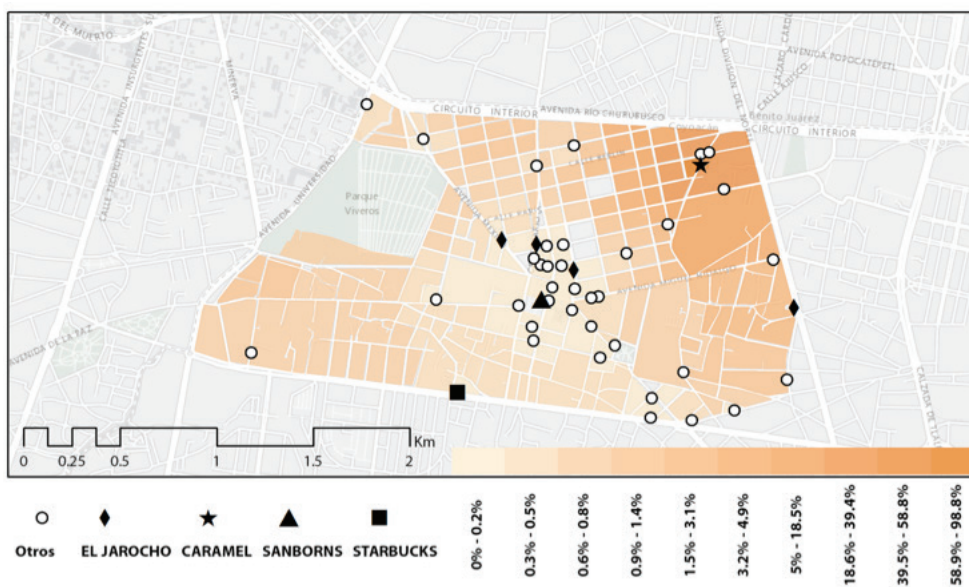 AVENIDA INSURGENTES
MINERVA
AVENIDA UNIVERSIDAD
Parque
Viveros
CIRCUITO INTERIOR
AVENIDA RIO CHURUBUSCO
AVENIDA DIVISION DEL NORTE
AVENIDA POPOCATEPETL
Benito Juárez
CIRCUITO INTERIOR
AVENIDA MIGUEL HIDALGO
AVENIDA DE LA PAZ
CALZADA DE TLALPAN
0 0.25 0.5 1 1.5 2
Km
Otros EL JAROCHO CARAMEL SANBORNS STARBUCKS
0% - 0.2%
0.3% - 0.5%
0.6% - 0.8%
0.9% - 1.4%
1.5% - 3.1%
3.2% - 4.9%
5% - 18.5%
18.6% - 39.4%
39.5% - 58.8%
58.9% - 98.8%